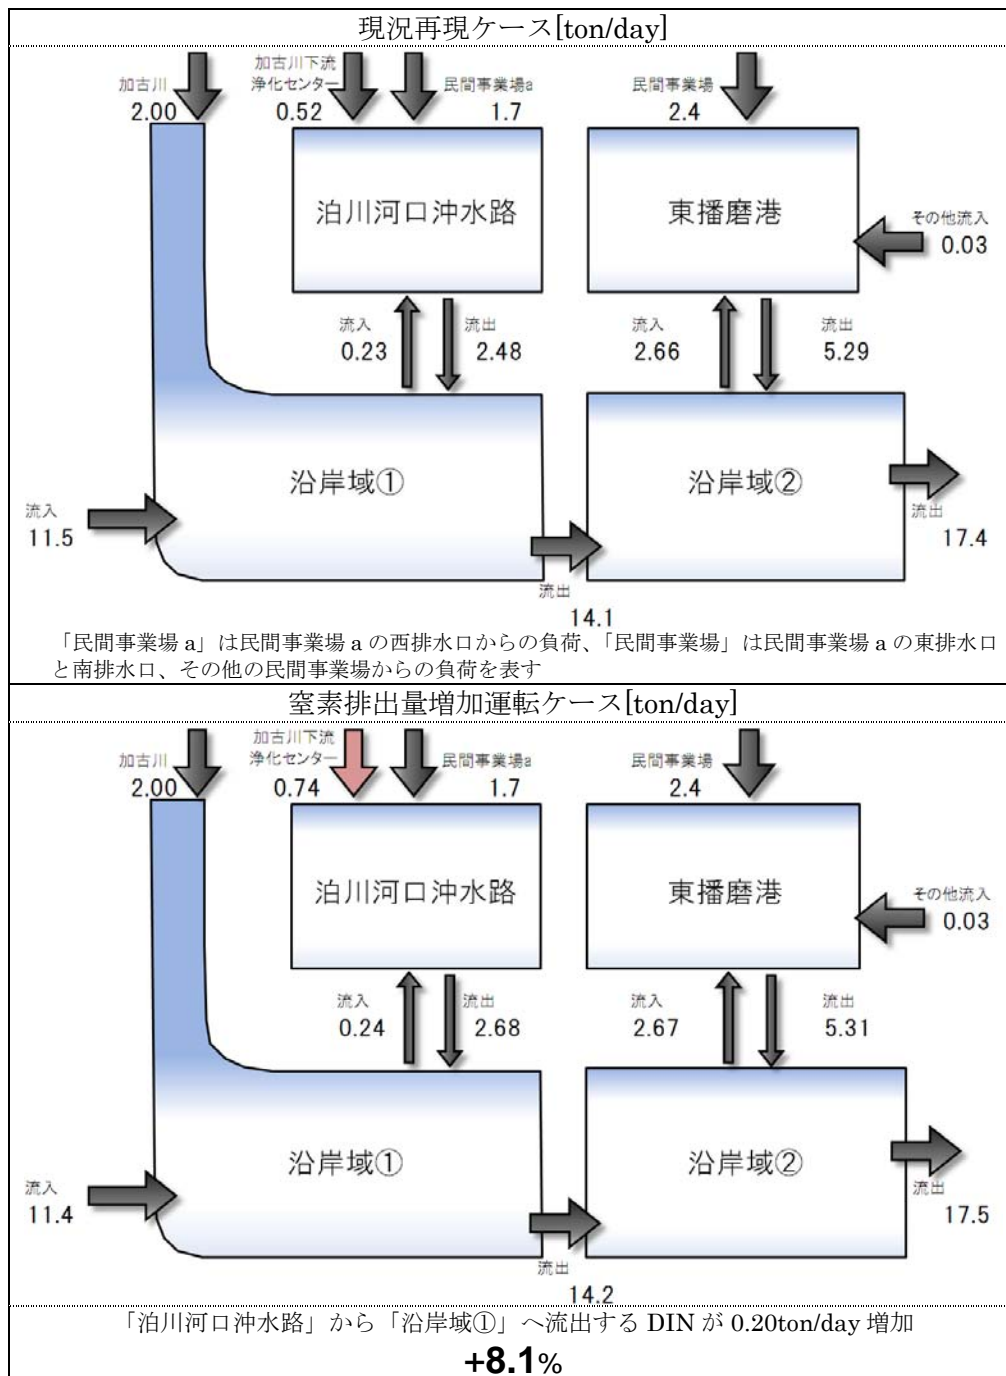 現況再現ケース[ton/day]
加古川
2.00
加古川下流
浄化センター
0.52
民間事業場a
1.7
民間事業場
2.4
泊川河口沖水路
東播磨港
その他流入
0.03
流入
0.23
流出
2.48
流入
2.66
流出
5.29
沿岸域①
沿岸域②
流入
11.5
流出
14.1
流出
17.4
「民間事業場 a」は民間事業場 a の西排水口からの負荷、「民間事業場」は民間事業場 a の東排水口
と南排水口、その他の民間事業場からの負荷を表す
窒素排出量増加運転ケース[ton/day]
加古川
2.00
加古川下流
浄化センター
0.74
民間事業場a
1.7
民間事業場
2.4
泊川河口沖水路
東播磨港
その他流入
0.03
流入
0.24
流出
2.68
流入
2.67
流出
5.31
沿岸域①
沿岸域②
流入
11.4
流出
14.2
流出
17.5
「泊川河口沖水路」から「沿岸域①」へ流出する DIN が 0.20ton/day 増加
+8.1%